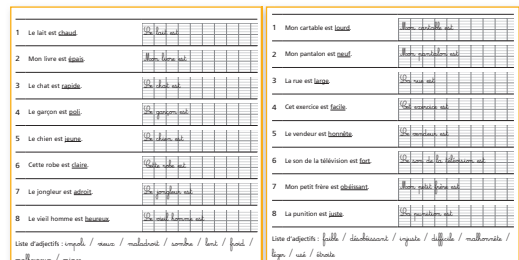 1 Le lait est chaud. Le lait est
2 Mon livre est épais. Mon livre est
3 Le chat est rapide. Le chat est
4 Le garçon est poli. Le garçon est
5 Le chien est jeune. Le chien est
6 Cette robe est claire. Cette robe est
7 Le jongleur est adroit. Le jongleur est
8 Le vieil homme est heureux. Le vieil homme est
Liste d'adjectifs : impoli / vieux / maladroit / sombre / lent / froid /
malheureux / mince
1 Mon cartable est lourd. Mon cartable est
2 Mon pantalon est neuf. Mon pantalon est
3 La rue est large. La rue est
4 Cet exercice est facile. Cet exercice est
5 Le vendeur est honnête. Le vendeur est
6 Le son de la télévision est fort. Le son de la télévision est
7 Mon petit frère est obéissant. Mon petit frère est
8 La punition est juste. La punition est
Liste d'adjectifs : faible / désobéissant / injuste / difficile / malhonnête /
léger / usé / étroite